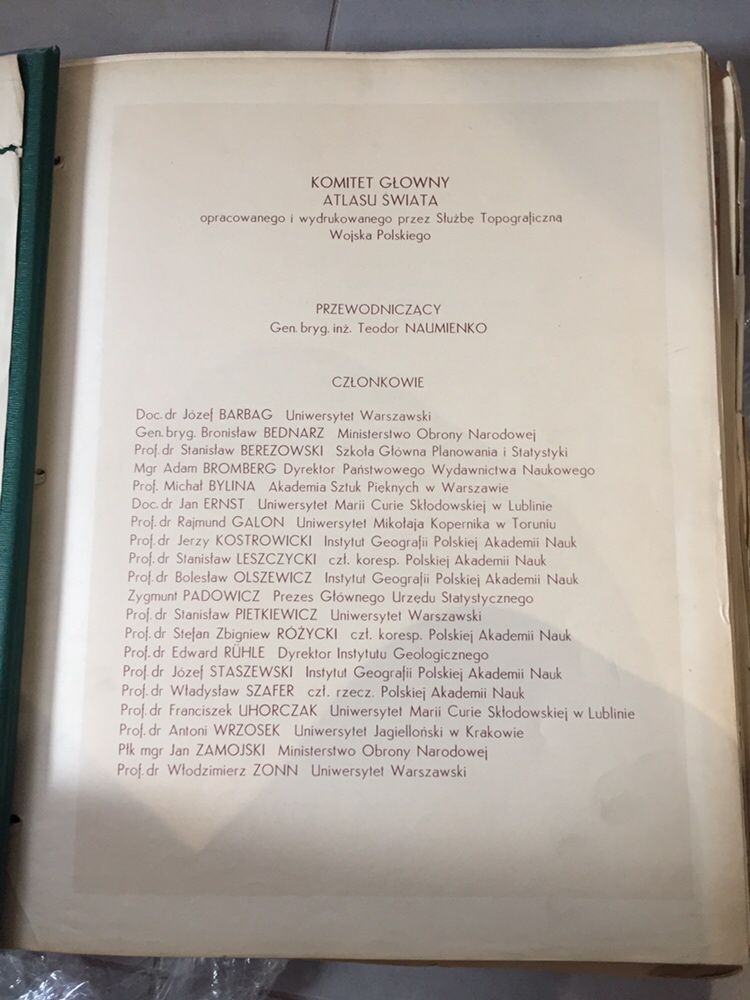 KOMITET GŁOWNY
ATLASU ŚWIATA
opracowanego i wydrukowanego przez Służbę Topograficzną
Wojska Polskiego
PRZEWODNICZĄCY
Gen. bryg. inż. Teodor NAUMIENKO
CZŁONKOWIE
Doc. dr Józef BARBAG Uniwersytet Warszawski
Gen. bryg. Bronisław BEDNARZ Ministerstwo Obrony Narodowej
Prof. dr Stanisław BEREZOWSKI Szkoła Główna Planowania i Statystyki
Mgr Adam BROMBERG Dyrektor Państwowego Wydawnictwa Naukowego
Prof. Michał BYLINA Akademia Sztuk Pięknych w Warszawie
Doc. dr Jan ERNST Uniwersytet Marii Curie Skłodowskiej w Lublinie
Prof. dr Rajmund GALON Uniwersytet Mikołaja Kopernika w Toruniu
Prof. dr Jerzy KOSTROWICKI Instytut Geografii Polskiej Akademii Nauk
Prof. dr Stanisław LESZCZYCKI czł. koresp. Polskiej Akademii Nauk
Prof. dr Bolesław OLSZEWICZ Instytut Geografii Polskiej Akademii Nauk
Zygmunt PADOWICZ Prezes Głównego Urzędu Statystycznego
Prof. dr Stanisław PIETKIEWICZ Uniwersytet Warszawski
Prof. dr Stefan Zbigniew RÓŻYCKI czł. koresp. Polskiej Akademii Nauk
Prof. dr Edward RÜHLE Dyrektor Instytutu Geologicznego
Prof. dr Józef STASZEWSKI Instytut Geografii Polskiej Akademii Nauk
Prof. dr Władysław SZAFER czł. rzecz. Polskiej Akademii Nauk
Prof. dr Franciszek UHORCZAK Uniwersytet Marii Curie Skłodowskiej w Lublinie
Prof. dr Antoni WRZOSEK Uniwersytet Jagielloński w Krakowie
Płk mgr Jan ZAMOJSKI Ministerstwo Obrony Narodowej
Prof. dr Włodzimierz ZONN Uniwersytet Warszawski